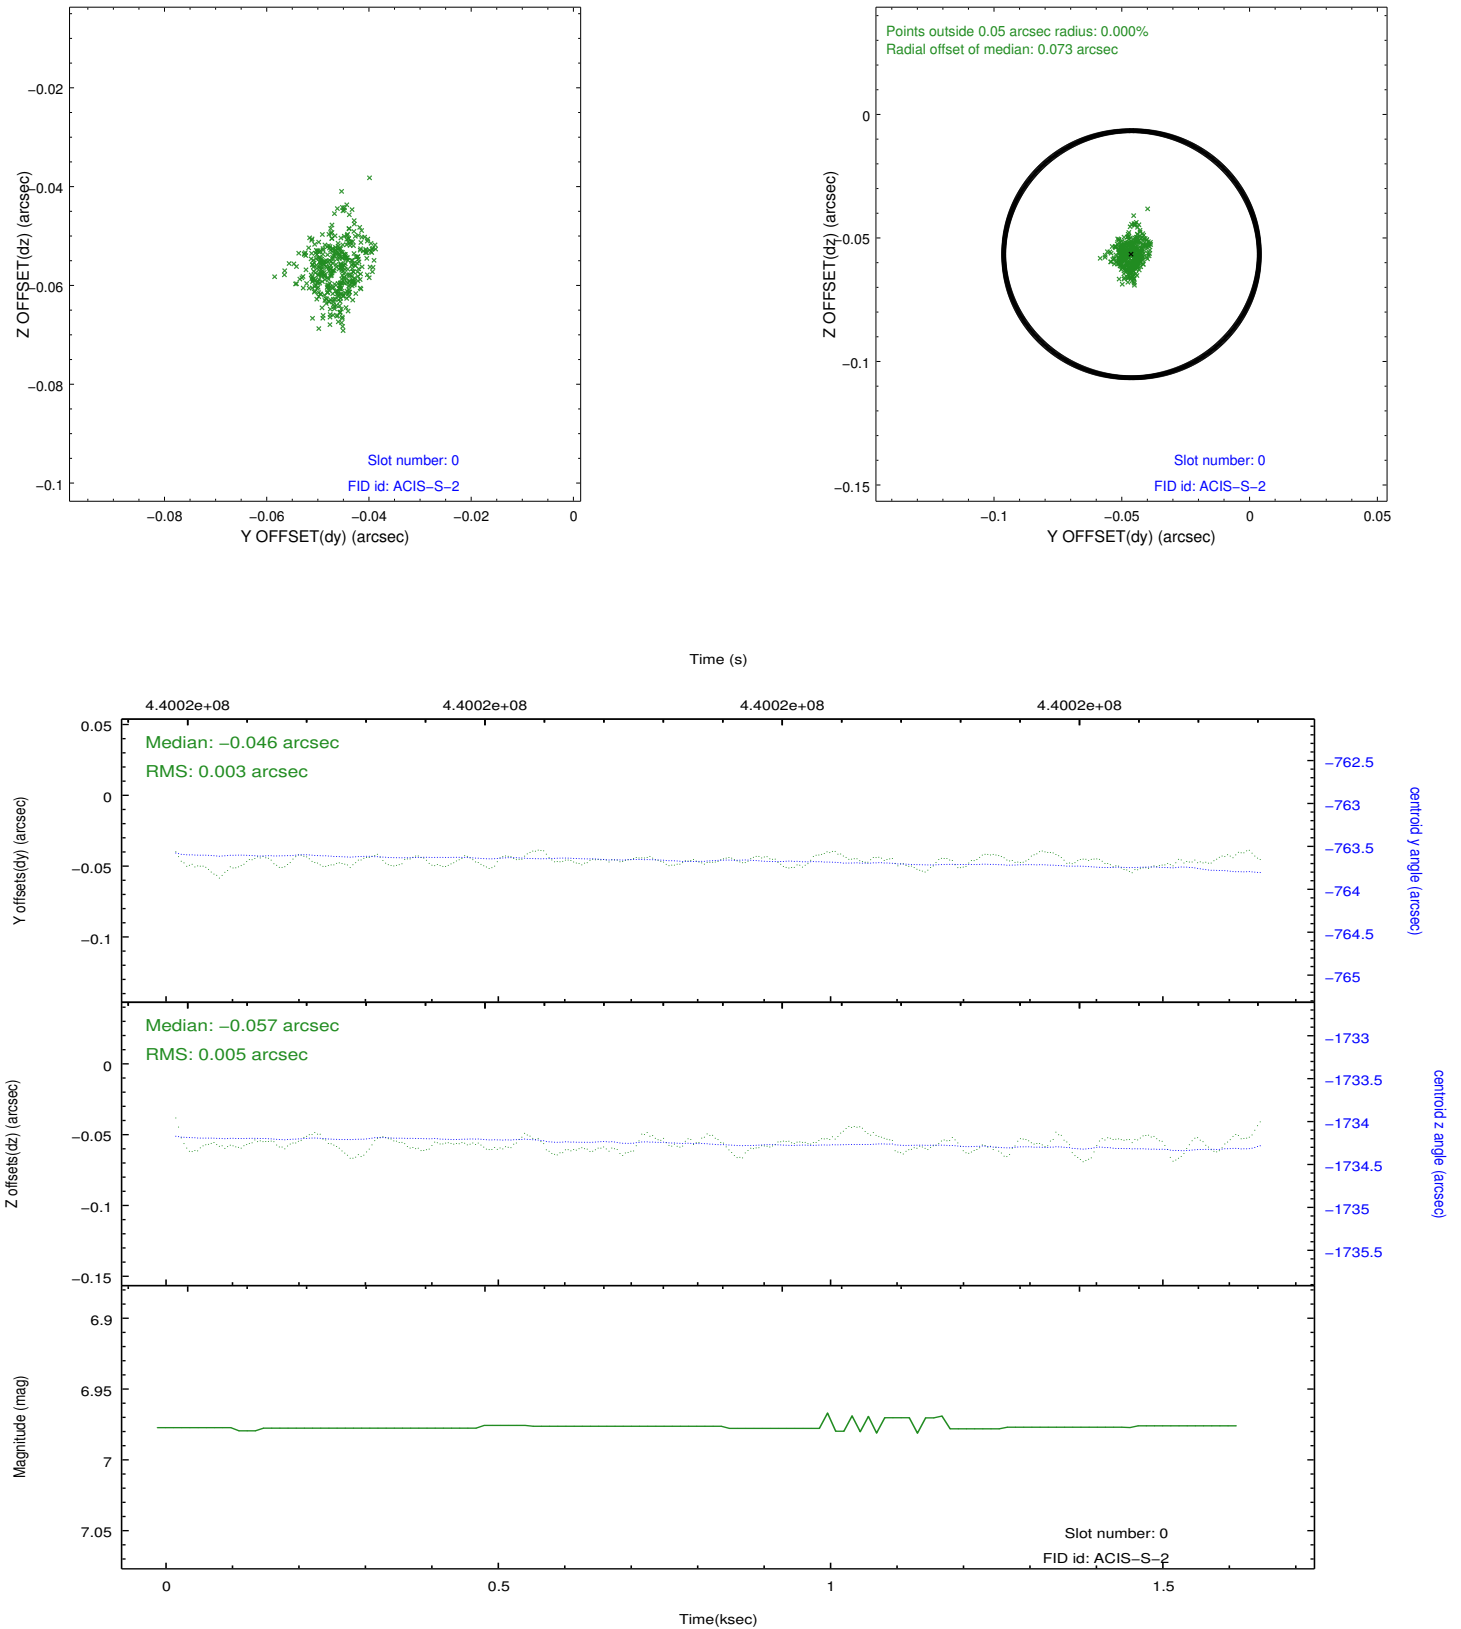 −0.02
−0.04
−0.06
−0.08
−0.1
Z OFFSET(dz) (arcsec)
Slot number: 0
FID id: ACIS−S−2
−0.08 −0.06 −0.04 −0.02 0
Y OFFSET(dy) (arcsec)
Points outside 0.05 arcsec radius: 0.000%
Radial offset of median: 0.073 arcsec
0
−0.05
−0.1
−0.15
Z OFFSET(dz) (arcsec)
Slot number: 0
FID id: ACIS−S−2
−0.1 −0.05 0 0.05
Y OFFSET(dy) (arcsec)
Time (s)
4.4002e+08 4.4002e+08 4.4002e+08 4.4002e+08
Median: −0.046 arcsec
RMS: 0.003 arcsec
0.05
0
−0.05
−0.1
Y offsets(dy) (arcsec)
−762.5
−763
−763.5
−764
−764.5
−765
centroid y angle (arcsec)
Median: −0.057 arcsec
RMS: 0.005 arcsec
0
−0.05
−0.1
−0.15
Z offsets(dz) (arcsec)
−1733
−1733.5
−1734
−1734.5
−1735
−1735.5
centroid z angle (arcsec)
6.9
6.95
7
7.05
Magnitude (mag)
Slot number: 0
FID id: ACIS−S−2
0 0.5 1 1.5
Time(ksec)